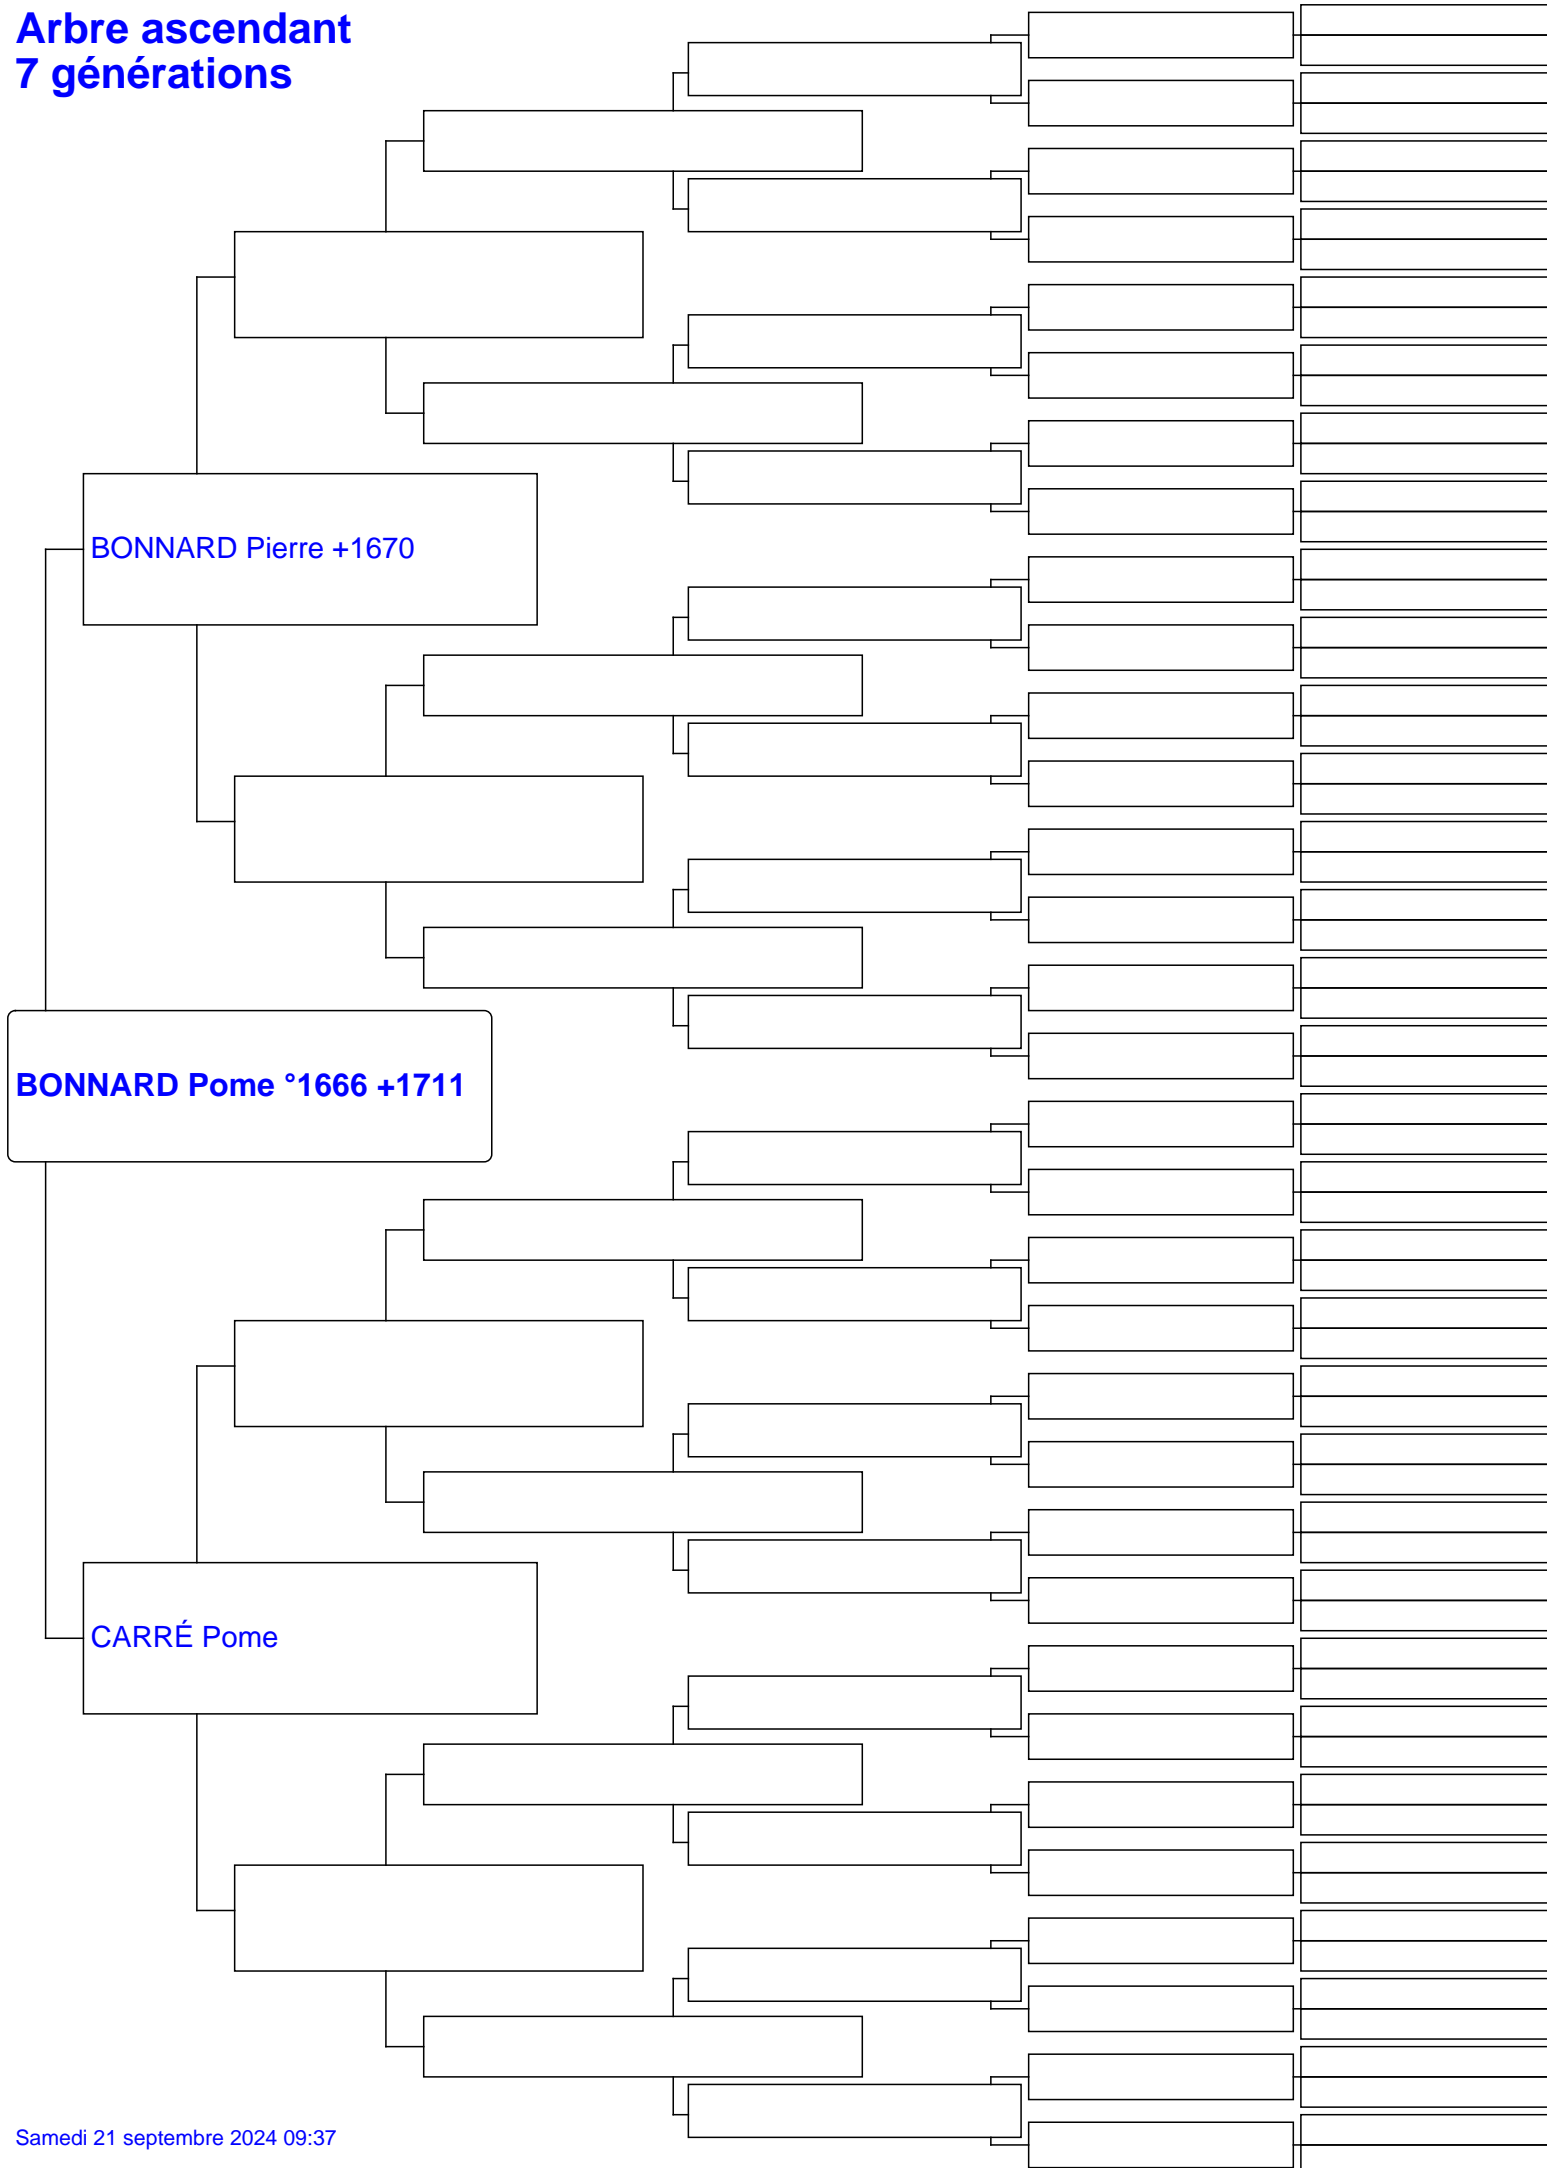 Arbre ascendant
7 générations
BONNARD Pierre +1670
BONNARD Pome °1666 +1711
CARRÉ Pome
Samedi 21 septembre 2024 09:37